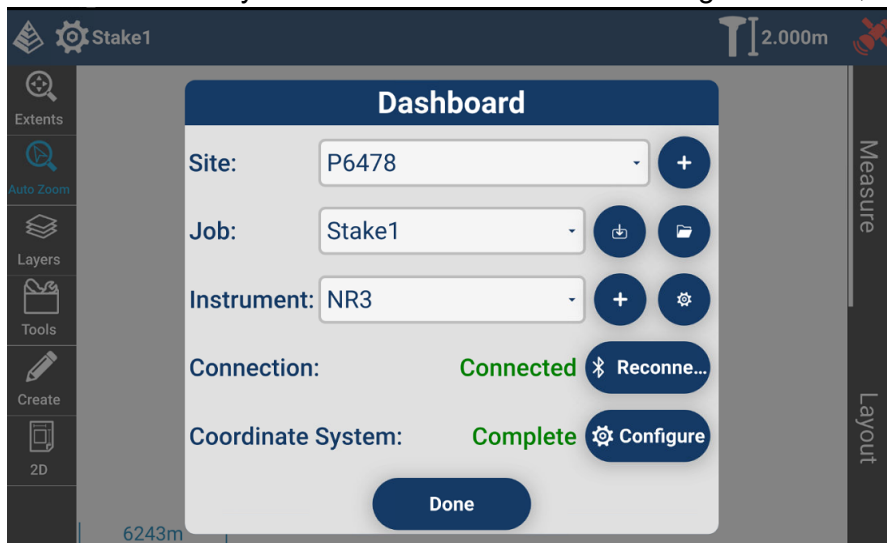 Stake1
2.000m
Extents
Auto Zoom
Layers
Tools
Create
2D
Dashboard
Site: P6478 +
Job: Stake1
Instrument: NR3 +
Connection: Connected Reconne...
Coordinate System: Complete Configure
Done
6243m
Measure
Layout